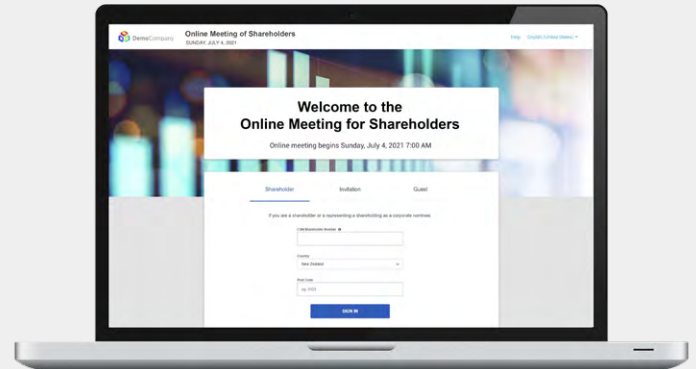 DemoCompany
Online Meeting of Shareholders
SUNDAY, JULY 4, 2021
Help English (United States)
Welcome to the
Online Meeting for Shareholders
Online meeting begins Sunday, July 4, 2021 7:00 AM
Shareholder Invitation Guest
If you are a shareholder or a representing a shareholding as a corporate nominee
Country
New Zealand
Post Code
SIGN IN